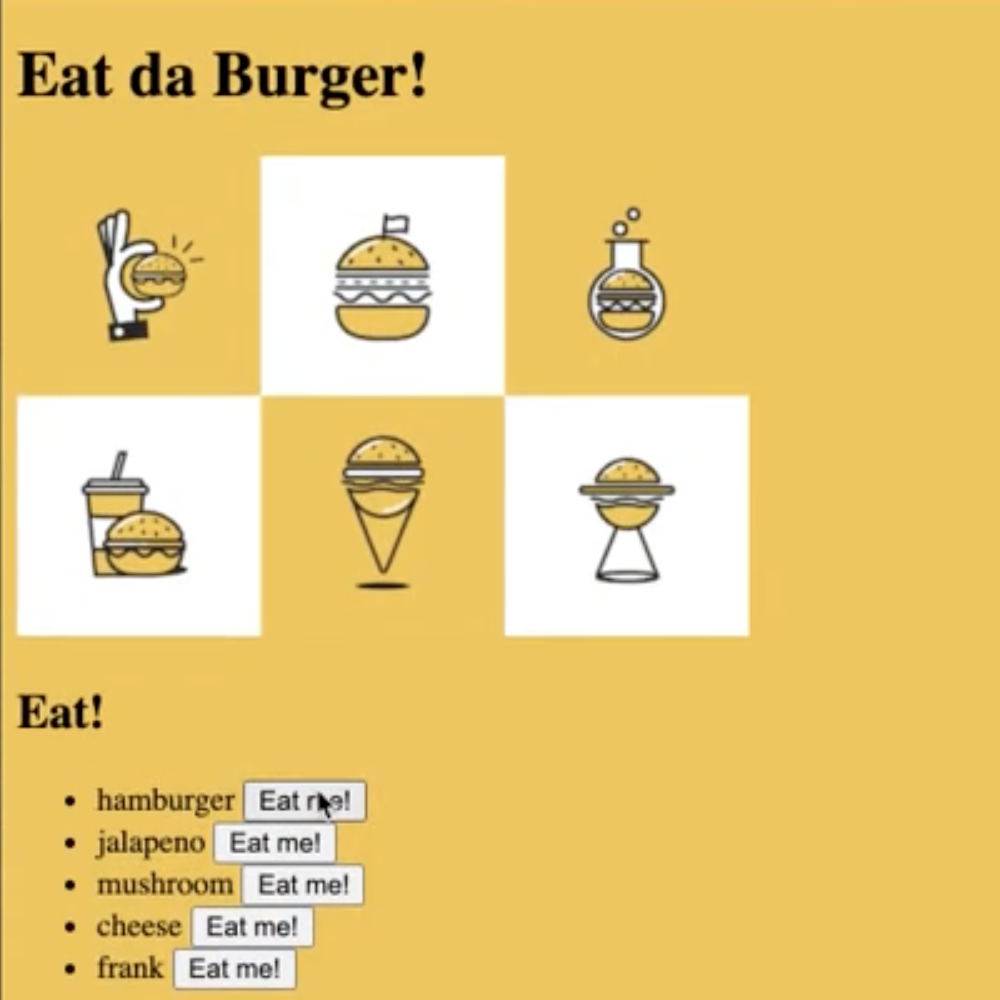 Eat da Burger!
Eat!
hamburger Eat me!
jalapeno Eat me!
mushroom Eat me!
cheese Eat me!
frank Eat me!